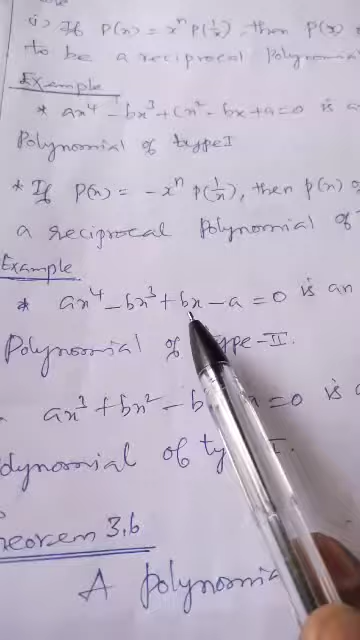 (i) If P(x) = xⁿ P(1/x), then P(x)
to be a reciprocal Polynomial
Example
* ax⁴ - bx³ + cx² - bx + a = 0 is a
Polynomial of type I
* If P(x) = -xⁿ P(1/x), then P(x)
a reciprocal Polynomial of
Example
* ax⁴ - bx³ + bx - a = 0 is an
Polynomial of type-II.
ax³ + bx² - b = 0 is
olynomial of ty I.
eorem 3.6
A polynomia